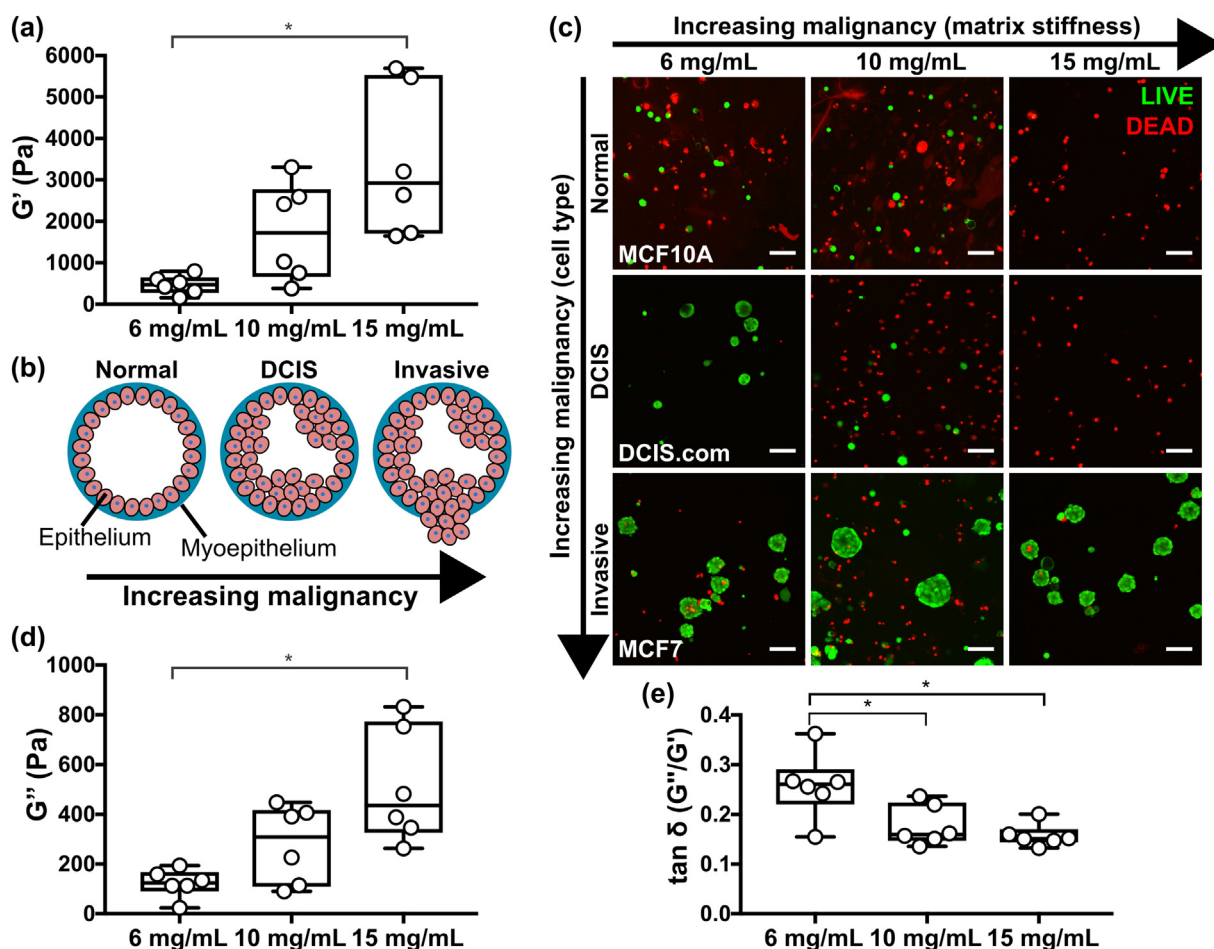 (a)
*
6000
5000
4000
3000
2000
1000
0
G' (Pa)
6 mg/mL 10 mg/mL 15 mg/mL
(b)
Normal DCIS Invasive
Epithelium
Myoepithelium
Increasing malignancy
(c)
Increasing malignancy (matrix stiffness)
6 mg/mL 10 mg/mL 15 mg/mL
Increasing malignancy (cell type)
Normal
DCIS
Invasive
LIVE
DEAD
MCF10A
DCIS.com
MCF7
(d)
*
1000
800
600
400
200
0
G'' (Pa)
6 mg/mL 10 mg/mL 15 mg/mL
(e)
*
*
0.4
0.3
0.2
0.1
0.0
tan δ (G''/G')
6 mg/mL 10 mg/mL 15 mg/mL